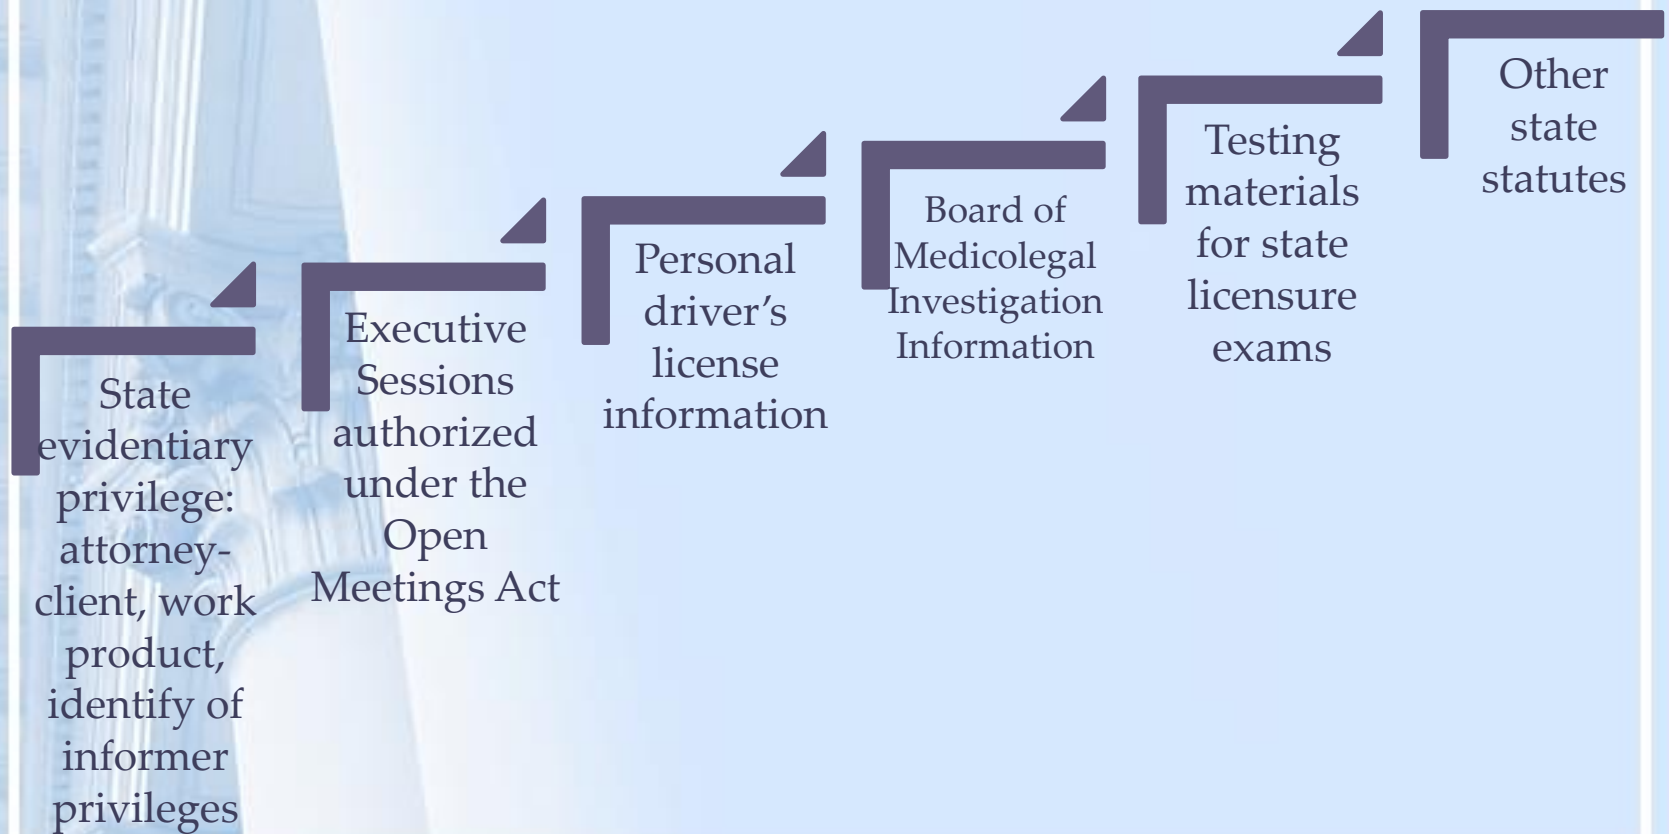 State
evidentiary
privilege:
attorney-
client, work
product,
identify of
informer
privileges
Executive
Sessions
authorized
under the
Open
Meetings Act
Personal
driver’s
license
information
Board of
Medicolegal
Investigation
Information
Testing
materials
for state
licensure
exams
Other
state
statutes